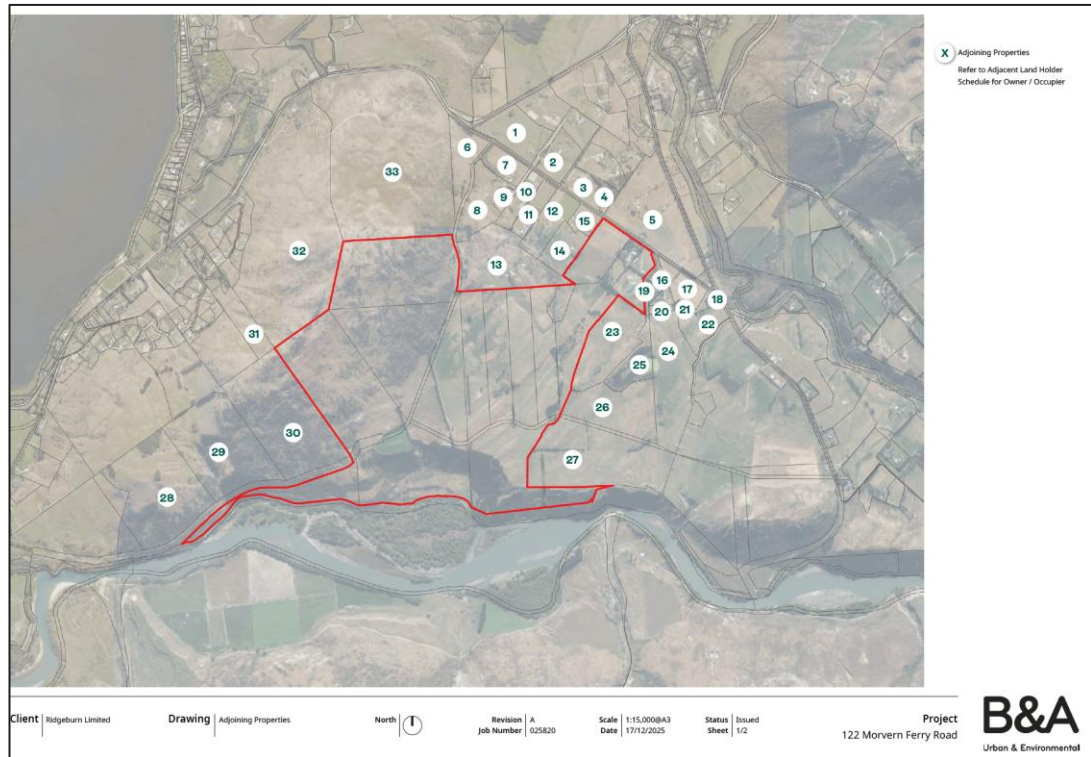 X Adjoining Properties
Refer to Adjacent Land Holder
Schedule for Owner / Occupier
1
6
2
7
33
3
10
9
4
8
11
12
5
15
32
14
13
16
19
17
18
20
21
22
23
31
24
25
26
30
29
27
28
Client Ridgeburn Limited
Drawing Adjoining Properties
North
Revision A
Job Number 025820
Scale 1:15,000@A3
Date 17/12/2025
Status Issued
Sheet 1/2
Project
122 Morvern Ferry Road
B&A
Urban & Environmental